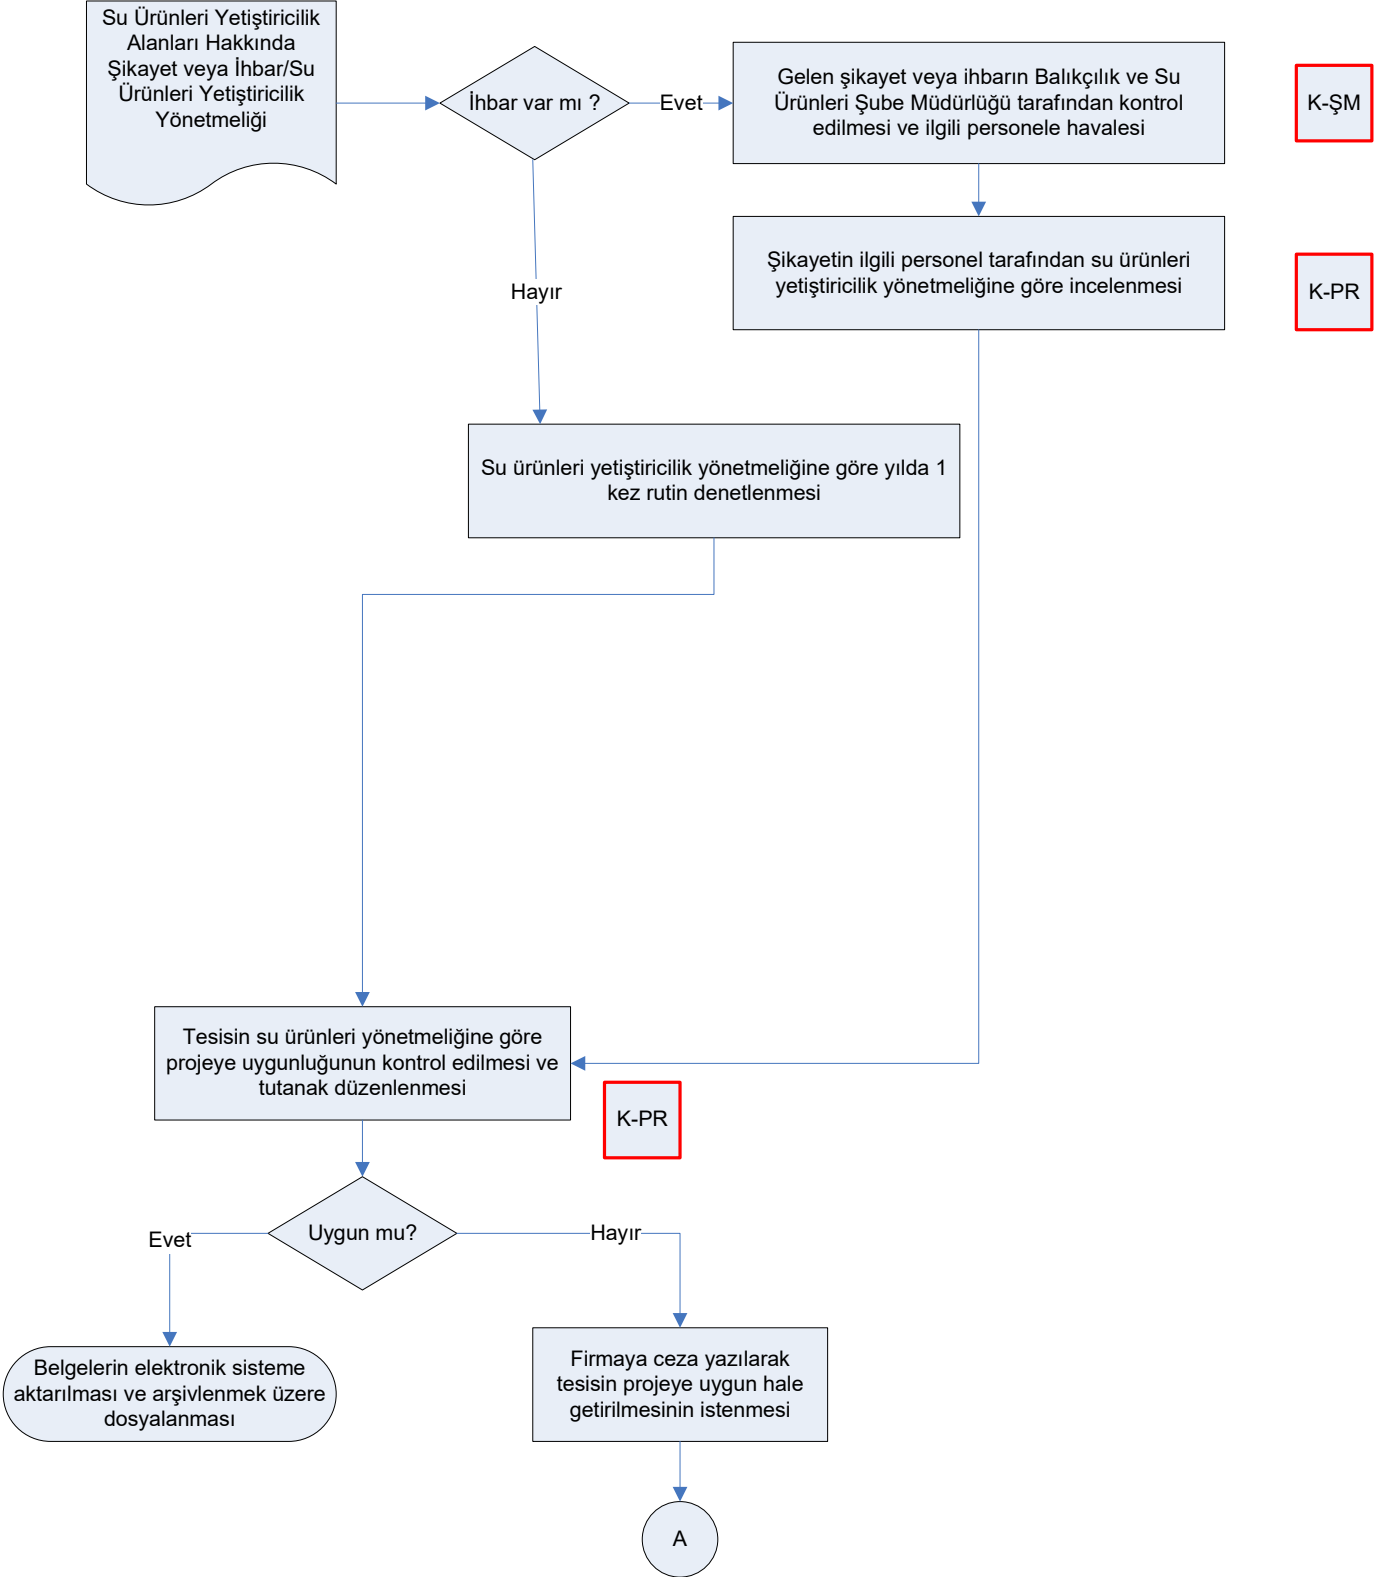 Su Ürünleri Yetiştiricilik
Alanları Hakkında
Şikayet veya İhbar/Su
Ürünleri Yetiştiricilik
Yönetmeliği
İhbar var mı ?
Evet
Gelen şikayet veya ihbarın Balıkçılık ve Su
Ürünleri Şube Müdürlüğü tarafından kontrol
edilmesi ve ilgili personele havalesi
K-ŞM
Şikayetin ilgili personel tarafından su ürünleri
yetiştiricilik yönetmeliğine göre incelenmesi
K-PR
Hayır
Su ürünleri yetiştiricilik yönetmeliğine göre yılda 1
kez rutin denetlenmesi
Tesisin su ürünleri yönetmeliğine göre
projeye uygunluğunun kontrol edilmesi ve
tutanak düzenlenmesi
K-PR
Uygun mu?
Evet
Hayır
Belgelerin elektronik sisteme
aktarılması ve arşivlenmek üzere
dosyalanması
Firmaya ceza yazılarak
tesisin projeye uygun hale
getirilmesinin istenmesi
A